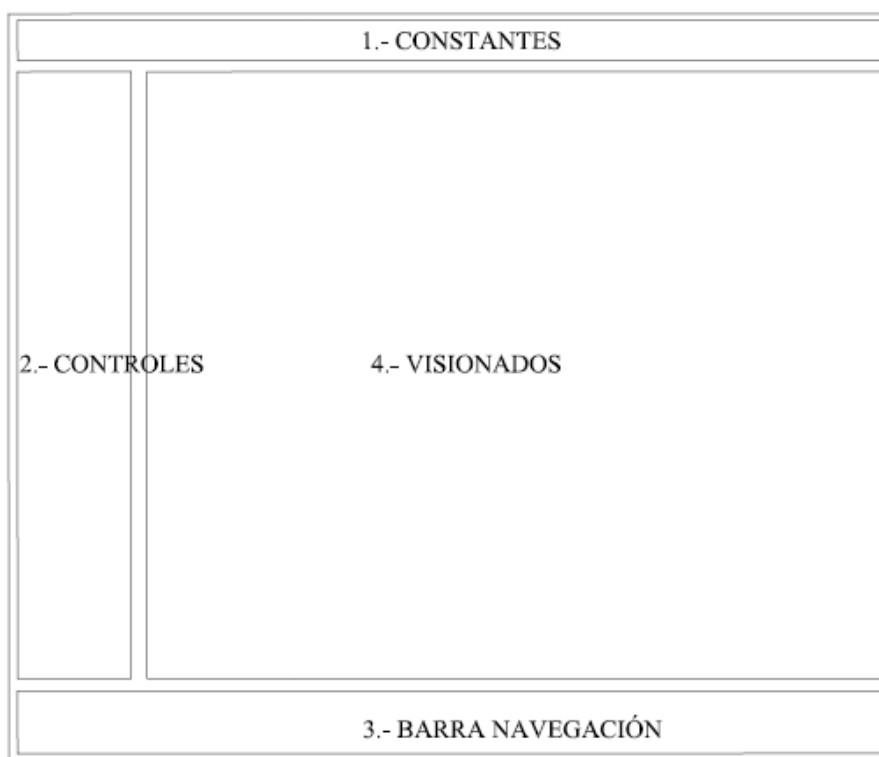 1.- CONSTANTES
2.- CONTROLES
4.- VISIONADOS
3.- BARRA NAVEGACIÓN